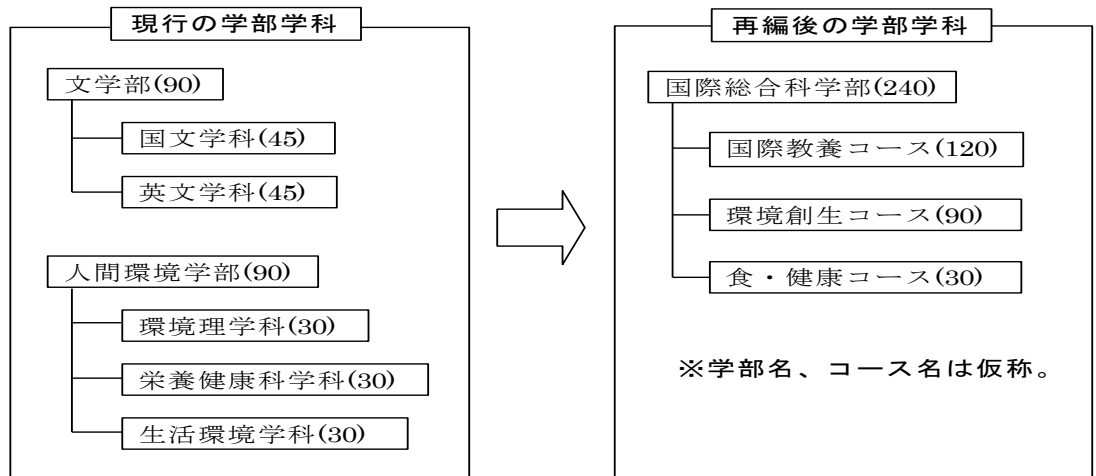 現行の学部学科
文学部(90)
国文学科(45)
英文学科(45)
人間環境学部(90)
環境理学科(30)
栄養健康科学科(30)
生活環境学科(30)
再編後の学部学科
国際総合科学部(240)
国際教養コース(120)
環境創生コース(90)
食・健康コース(30)
※学部名、コース名は仮称。